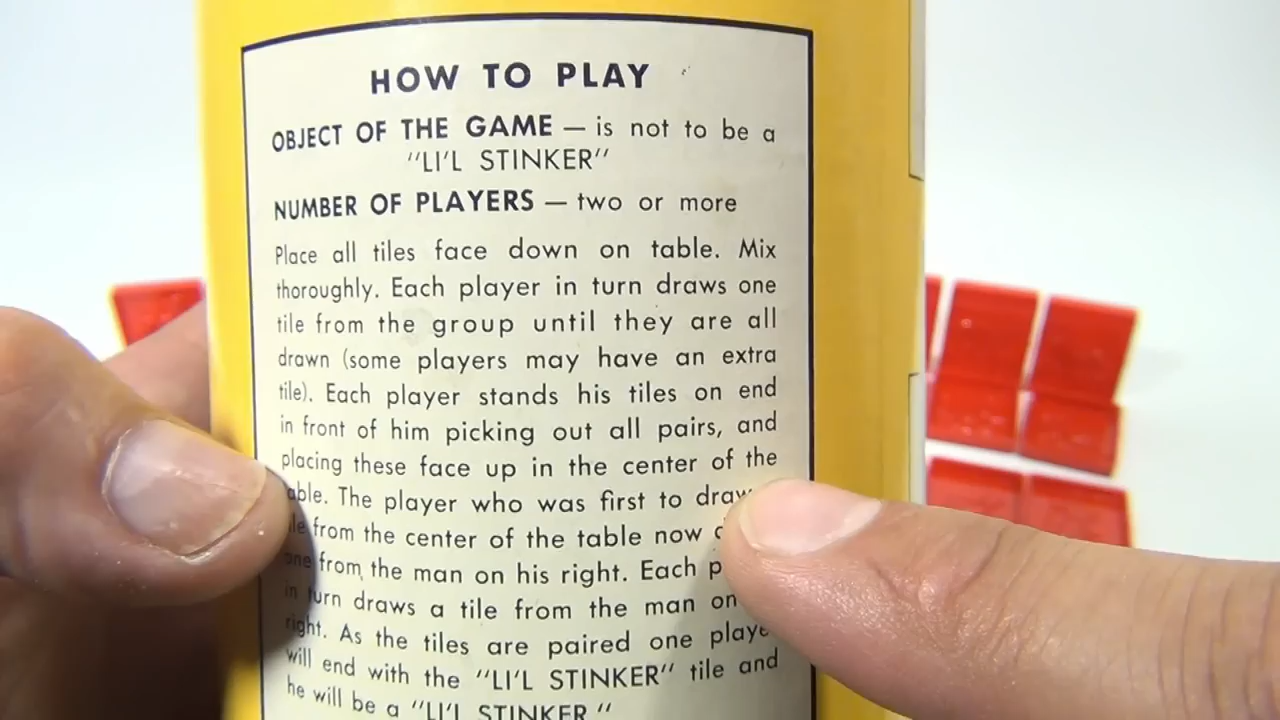 HOW TO PLAY
OBJECT OF THE GAME — is not to be a
"LI'L STINKER"
NUMBER OF PLAYERS — two or more
Place all tiles face down on table. Mix
thoroughly. Each player in turn draws one
tile from the group until they are all
drawn (some players may have an extra
tile). Each player stands his tiles on end
in front of him picking out all pairs, and
placing these face up in the center of the
able. The player who was first to draw
from the center of the table now
one from the man on his right. Each p
in turn draws a tile from the man on
right. As the tiles are paired one playe
will end with the "LI'L STINKER" tile and
he will be a "LI'L STINKER"